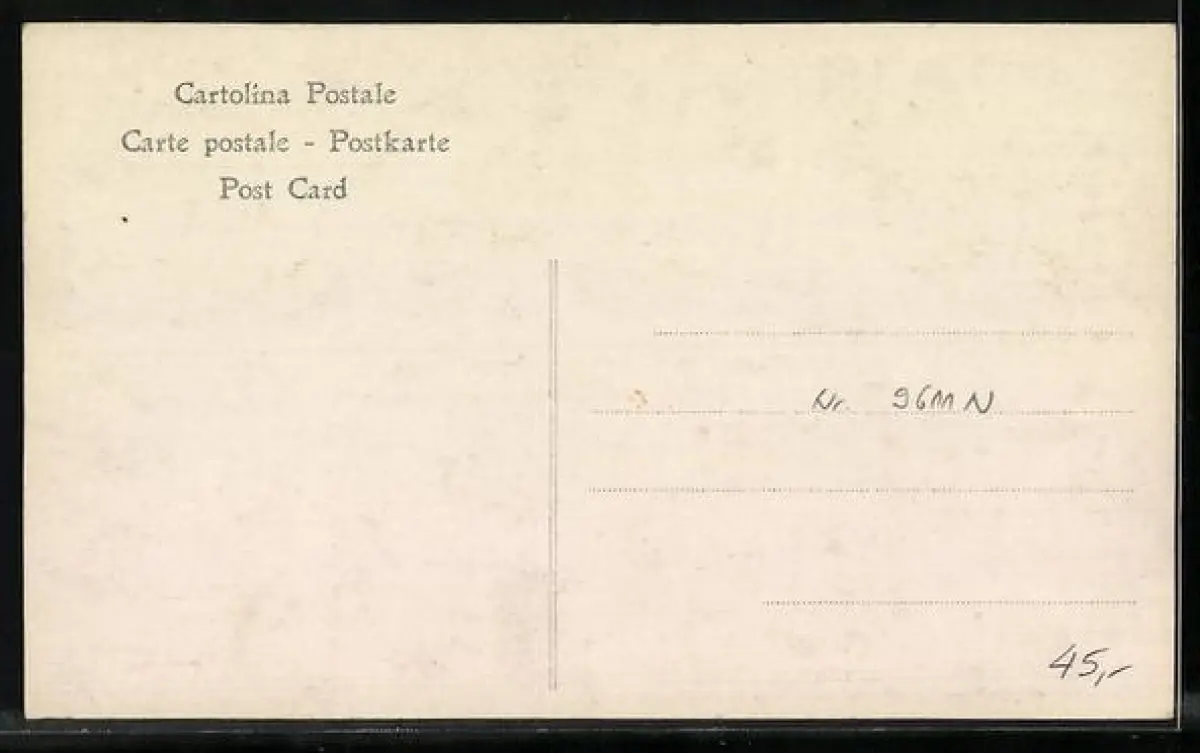 Cartolina Postale
Carte postale - Postkarte
Post Card
Nr. 96MN
45,-